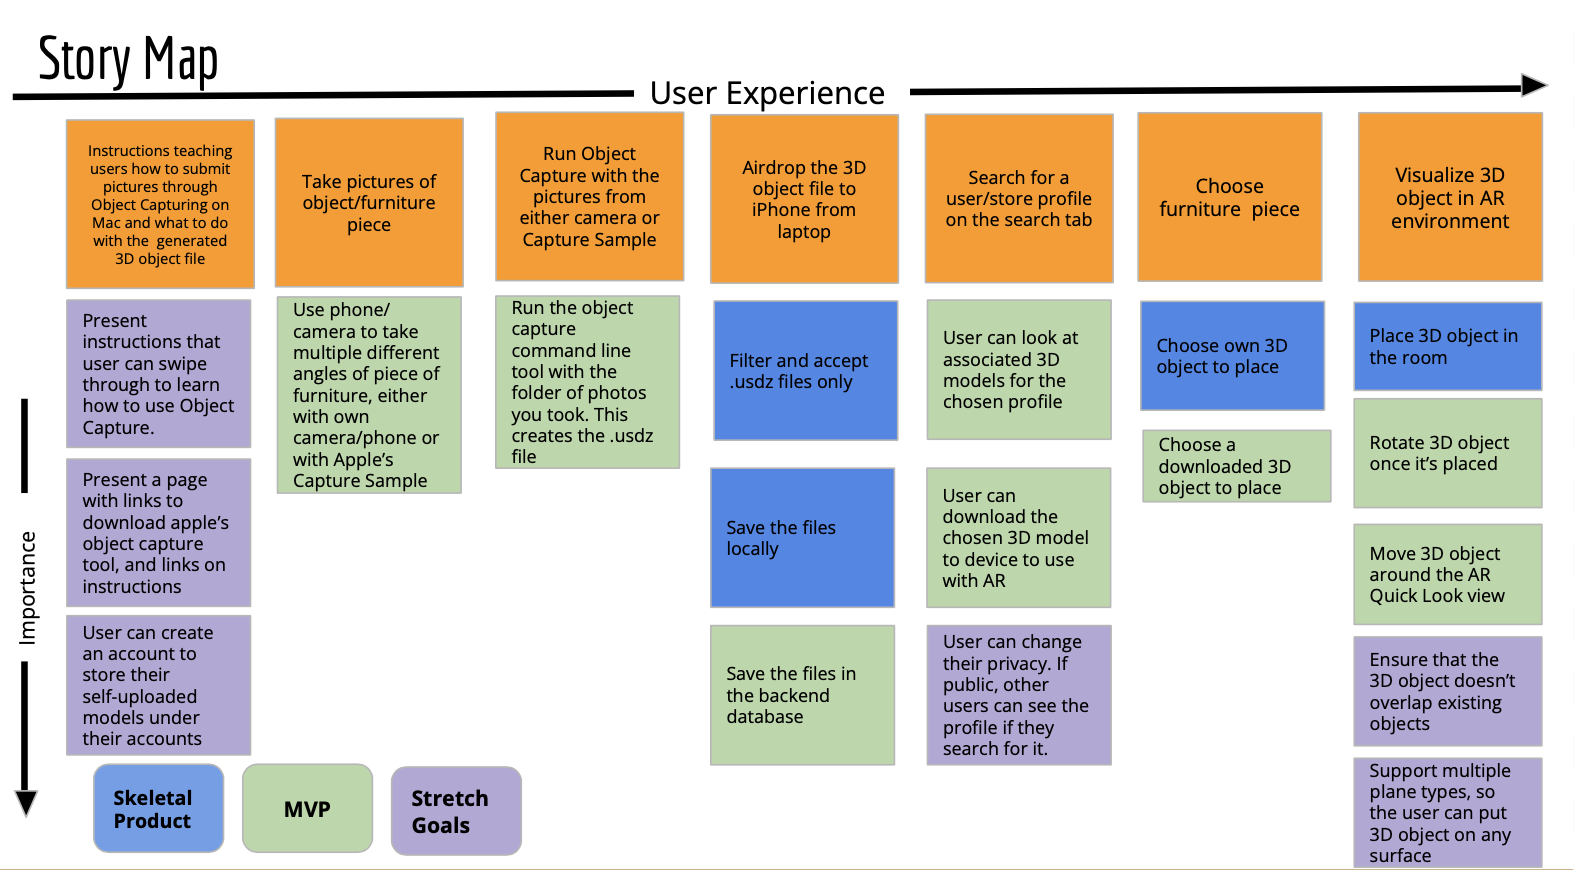 Story Map
User Experience
Instructions teaching
users how to submit
pictures through
Object Capturing on
Mac and what to do
with the generated
3D object file
Take pictures of
object/furniture
piece
Run Object
Capture with the
pictures from
either camera or
Capture Sample
Airdrop the 3D
object file to
iPhone from
laptop
Search for a
user/store profile
on the search tab
Choose
furniture piece
Visualize 3D
object in AR
environment
Present
instructions that
user can swipe
through to learn
how to use Object
Capture.
Present a page
with links to
download apple's
object capture
tool, and links on
instructions
User can create
an account to
store their
self-uploaded
models under
their accounts
Use phone/
camera to take
multiple different
angles of piece of
furniture, either
with own
camera/phone or
with Apple's
Capture Sample
Run the object
capture
command line
tool with the
folder of photos
you took. This
creates the .usdz
file
Filter and accept
.usdz files only
Save the files
locally
Save the files in
the backend
database
User can look at
associated 3D
models for the
chosen profile
User can
download the
chosen 3D model
to device to use
with AR
User can change
their privacy. If
public, other
users can see the
profile if they
search for it.
Choose own 3D
object to place
Choose a
downloaded 3D
object to place
Place 3D object in
the room
Rotate 3D object
once it's placed
Move 3D object
around the AR
Quick Look view
Ensure that the
3D object doesn't
overlap existing
objects
Support multiple
plane types, so
the user can put
3D object on any
surface
Importance
Skeletal
Product
MVP
Stretch
Goals